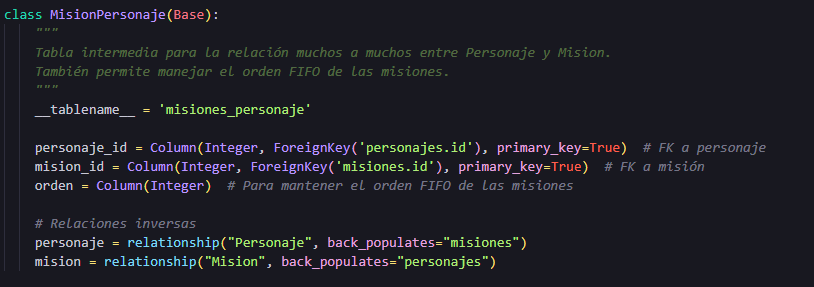 class MisionPersonaje(Base):
    """
    Tabla intermedia para la relación muchos a muchos entre Personaje y Mision.
    También permite manejar el orden FIFO de las misiones.
    """
    __tablename__ = 'misiones_personaje'

    personaje_id = Column(Integer, ForeignKey('personajes.id'), primary_key=True)  # FK a personaje
    mision_id = Column(Integer, ForeignKey('misiones.id'), primary_key=True)  # FK a misión
    orden = Column(Integer)  # Para mantener el orden FIFO de las misiones

    # Relaciones inversas
    personaje = relationship("Personaje", back_populates="misiones")
    mision = relationship("Mision", back_populates="personajes")